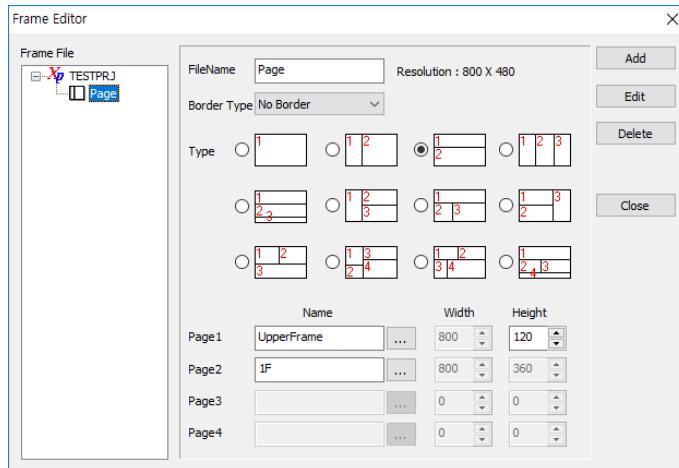 Frame Editor
Frame File
Xp TESTPRJ
Page
FileName Page Resolution : 800 X 480
Border Type No Border
Type 1 1 2 1 2 1 2 3
1 2 3 1 2 3 1 2 3 1 2 3
1 2 3 1 2 3 4 1 2 3 4 1 2 3 4
Name Width Height
Page1 UpperFrame ... 800 120
Page2 1F ... 800 360
Page3 ... 0 0
Page4 ... 0 0
Add
Edit
Delete
Close